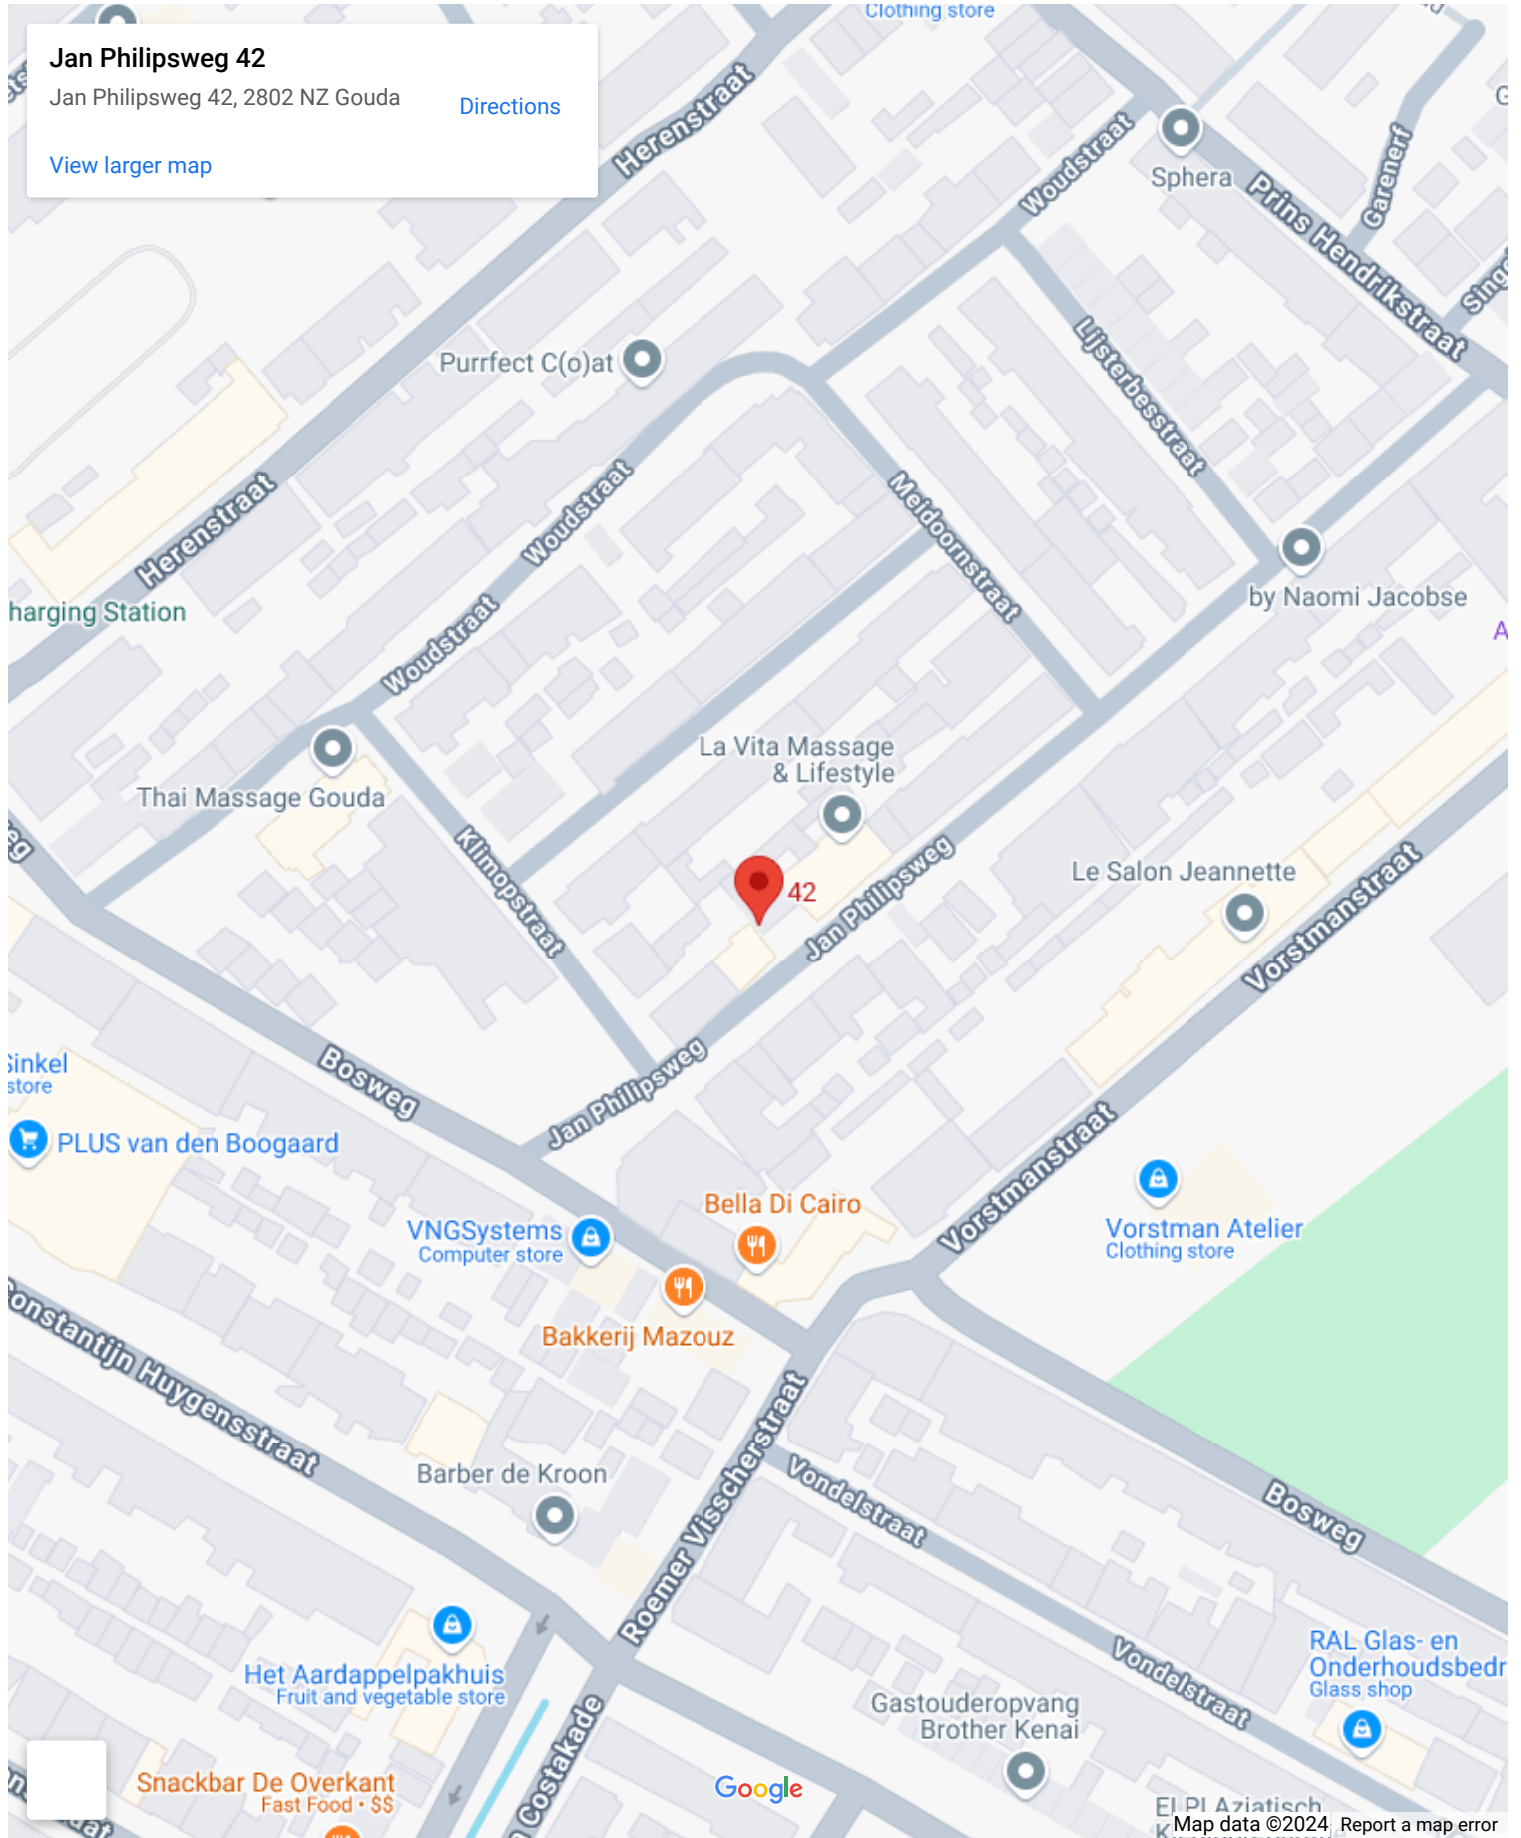 Clothing store
Jan Philipsweg 42
Jan Philipsweg 42, 2802 NZ Gouda
Directions
View larger map
Herenstraat
Woudstraat
Sphera
Garenerf
Prins Hendrikstraat
Purrfect C(o)at
Lijsterbesstraat
Herenstraat
Woudstraat
Meidoornstraat
by Naomi Jacobse
harging Station
Woudstraat
A
La Vita Massage
& Lifestyle
Thai Massage Gouda
eg
Klimopstraat
42
Jan Philipsweg
Le Salon Jeannette
Vorstmanstraat
Sinkel
store
Bosweg
Jan Philipsweg
PLUS van den Boogaard
Vorstmanstraat
Bella Di Cairo
VNGSystems
Computer store
Vorstman Atelier
Clothing store
Bakkerij Mazouz
Constantijn Huygensstraat
Barber de Kroon
Roemer Visscherstraat
Vondelstraat
Bosweg
Het Aardappelpakhuis
Fruit and vegetable store
RAL Glas- en
Onderhoudsbedr
Glass shop
Vondelstraat
Gastouderopvang
Brother Kenai
Costakade
Snackbar De Overkant
Fast Food • $$
Google
Map data ©2024
Report a map error